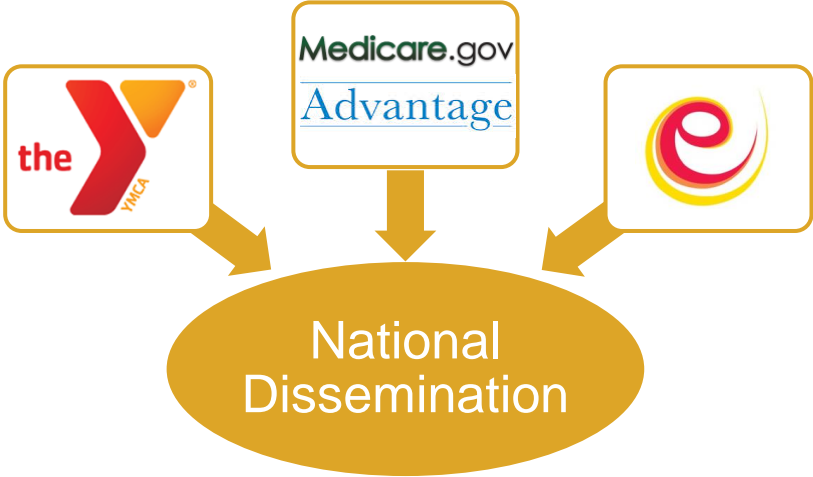 the
YMCA
®
Medicare.gov
Advantage
e
National
Dissemination